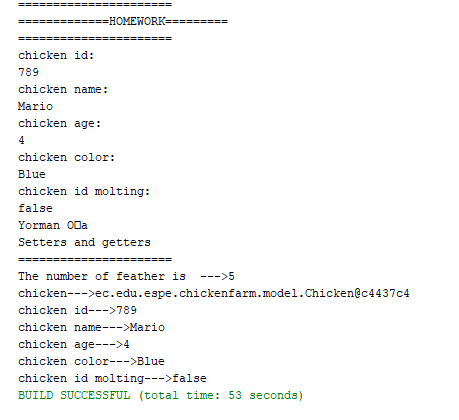 ======================
=============HOMEWORK=========
======================
chicken id:
789
chicken name:
Mario
chicken age:
4
chicken color:
Blue
chicken id molting:
false
Yorman O□a
Setters and getters
======================
The number of feather is  --->5
chicken--->ec.edu.espe.chickenfarm.model.Chicken@c4437c4
chicken id--->789
chicken name--->Mario
chicken age--->4
chicken color--->Blue
chicken id molting--->false
BUILD SUCCESSFUL (total time: 53 seconds)